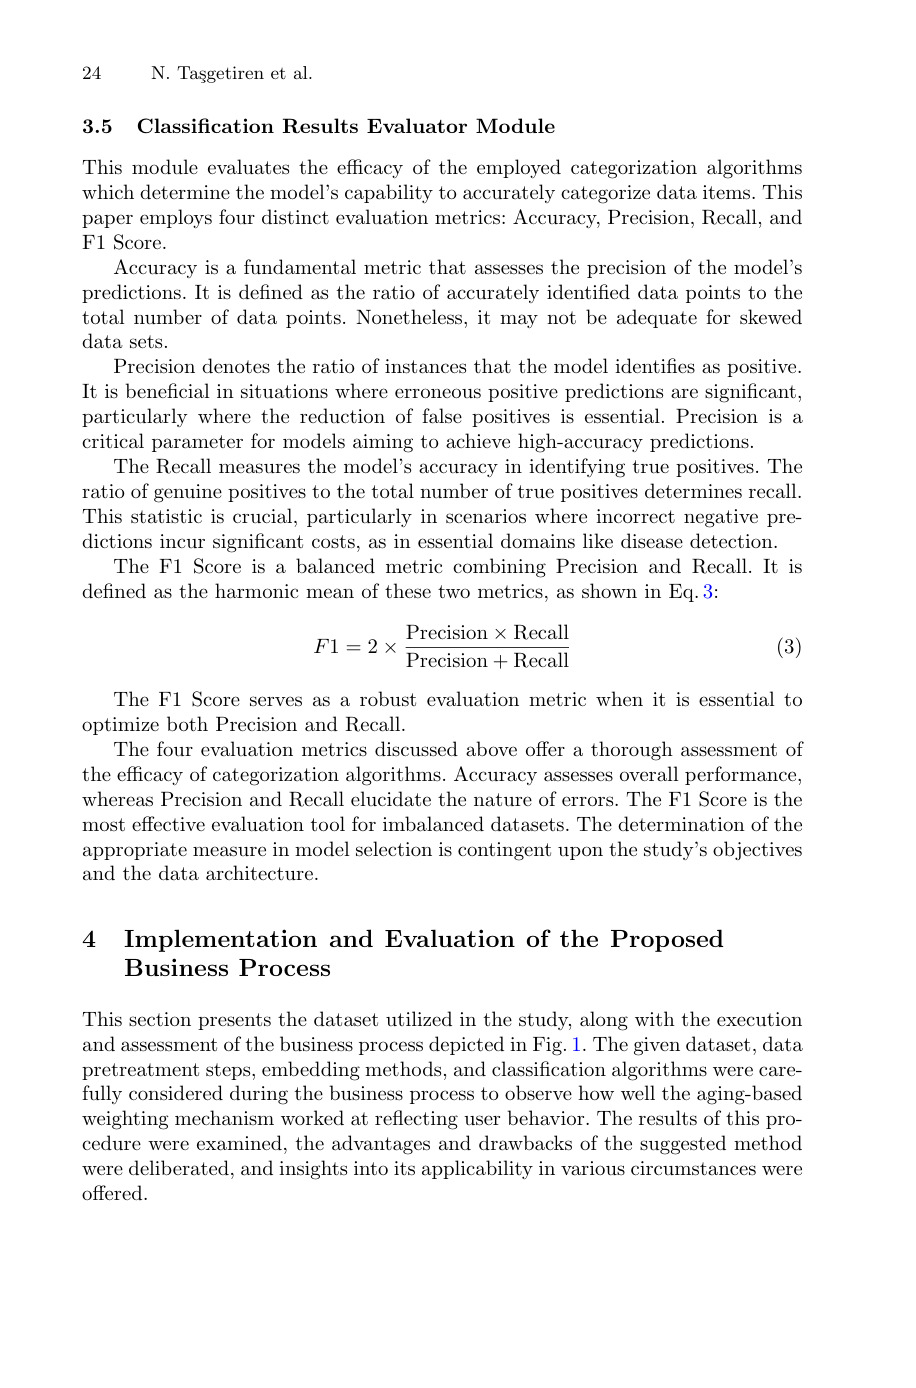 24 N. Taşgetiren et al.
3.5 Classification Results Evaluator Module
This module evaluates the efficacy of the employed categorization algorithms
which determine the model's capability to accurately categorize data items. This
paper employs four distinct evaluation metrics: Accuracy, Precision, Recall, and
F1 Score.
Accuracy is a fundamental metric that assesses the precision of the model's
predictions. It is defined as the ratio of accurately identified data points to the
total number of data points. Nonetheless, it may not be adequate for skewed
data sets.
Precision denotes the ratio of instances that the model identifies as positive.
It is beneficial in situations where erroneous positive predictions are significant,
particularly where the reduction of false positives is essential. Precision is a
critical parameter for models aiming to achieve high-accuracy predictions.
The Recall measures the model's accuracy in identifying true positives. The
ratio of genuine positives to the total number of true positives determines recall.
This statistic is crucial, particularly in scenarios where incorrect negative pre-
dictions incur significant costs, as in essential domains like disease detection.
The F1 Score is a balanced metric combining Precision and Recall. It is
defined as the harmonic mean of these two metrics, as shown in Eq. 3:
Precision × Recall
F1 = 2 ×
(3)
Precision + Recall
The F1 Score serves as a robust evaluation metric when it is essential to
optimize both Precision and Recall.
The four evaluation metrics discussed above offer a thorough assessment of
the efficacy of categorization algorithms. Accuracy assesses overall performance,
whereas Precision and Recall elucidate the nature of errors. The F1 Score is the
most effective evaluation tool for imbalanced datasets. The determination of the
appropriate measure in model selection is contingent upon the study's objectives
and the data architecture.
4 Implementation and Evaluation of the Proposed
Business Process
This section presents the dataset utilized in the study, along with the execution
and assessment of the business process depicted in Fig. 1. The given dataset, data
pretreatment steps, embedding methods, and classification algorithms were care-
fully considered during the business process to observe how well the aging-based
weighting mechanism worked at reflecting user behavior. The results of this pro-
cedure were examined, the advantages and drawbacks of the suggested method
were deliberated, and insights into its applicability in various circumstances were
offered.